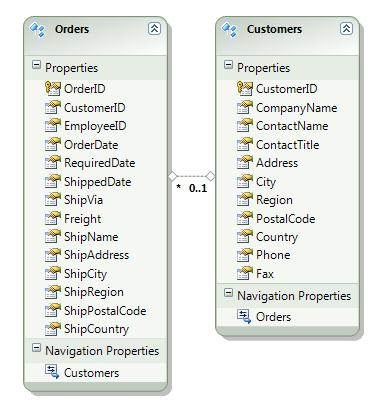 Orders
Properties
OrderID
CustomerID
EmployeeID
OrderDate
RequiredDate
ShippedDate
ShipVia
Freight
ShipName
ShipAddress
ShipCity
ShipRegion
ShipPostalCode
ShipCountry
Navigation Properties
Customers
* 0..1
Customers
Properties
CustomerID
CompanyName
ContactName
ContactTitle
Address
City
Region
PostalCode
Country
Phone
Fax
Navigation Properties
Orders